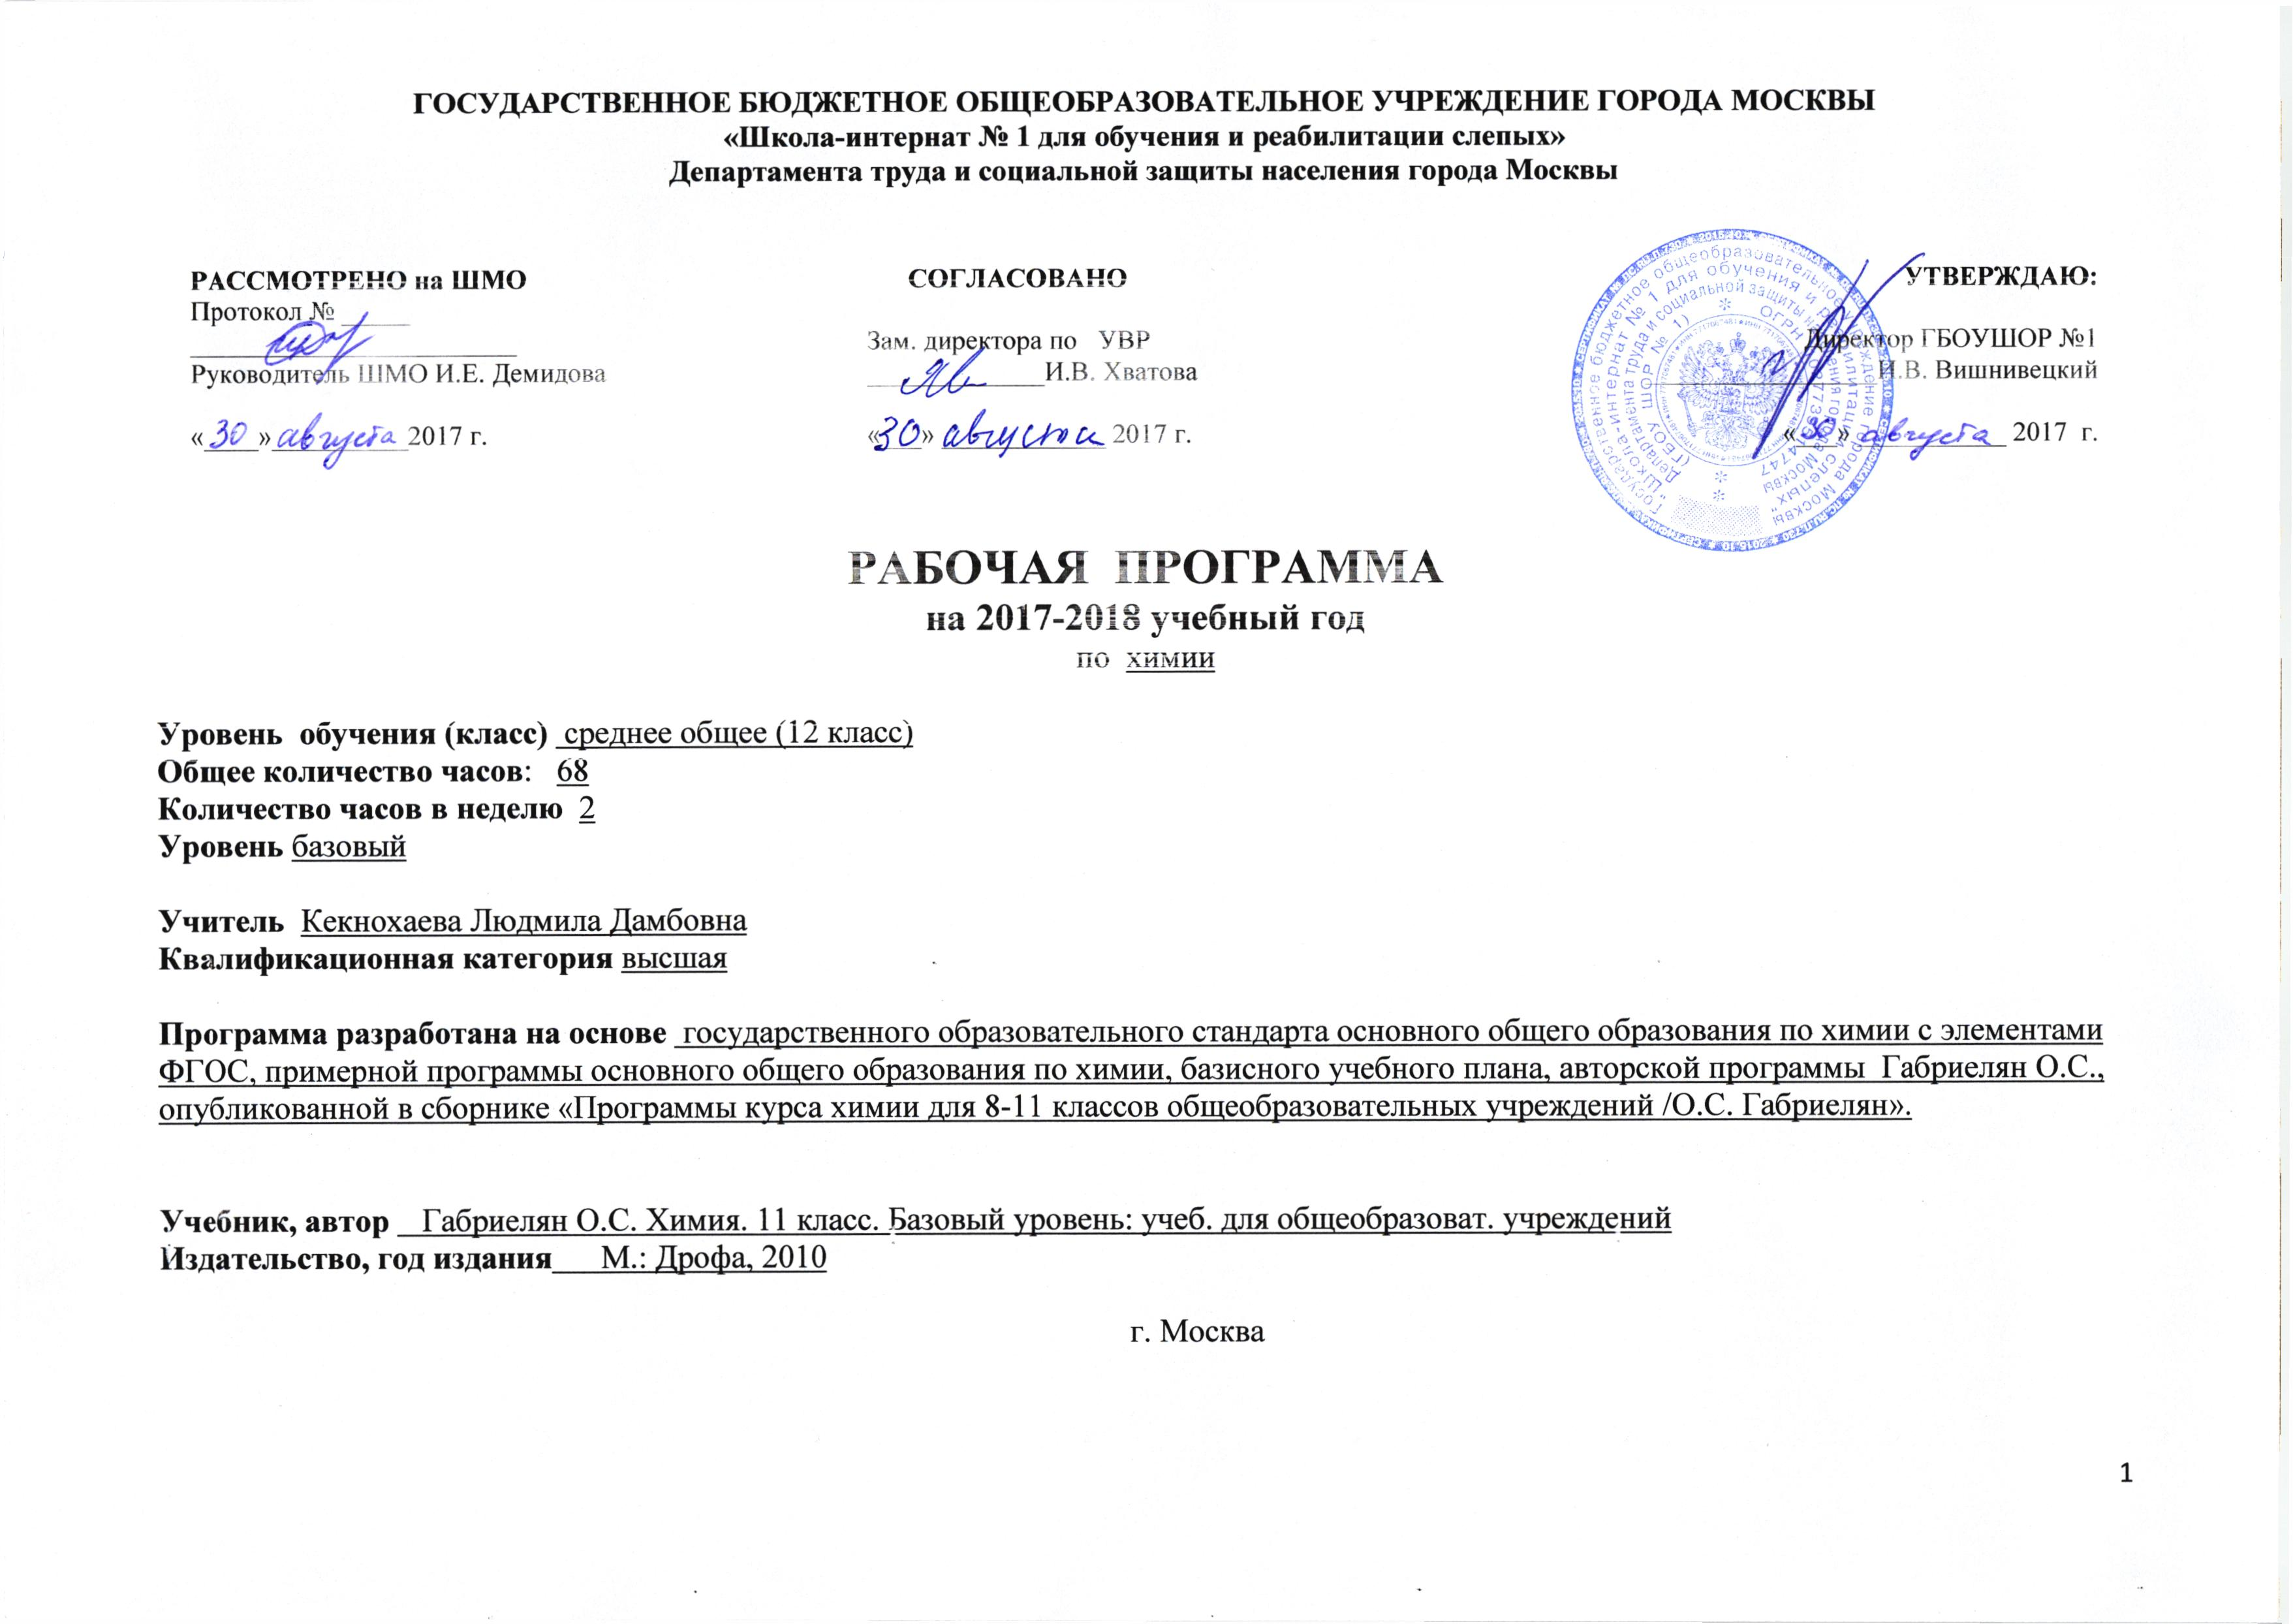 ГОСУДАРСТВЕННОЕ БЮДЖЕТНОЕ ОБЩЕОБРАЗОВАТЕЛЬНОЕ УЧРЕЖДЕНИЕ ГОРОДА МОСКВЫ
«Школа-интернат № 1 для обучения и реабилитации слепых»
Департамента труда и социальной защиты населения города Москвы
РАССМОТРЕНО на ШМО
Протокол № _____
Руководитель ШМО И.Е. Демидова
«30» августа 2017 г.
СОГЛАСОВАНО
Зам. директора по УВР
И.В. Хватова
«30» августа 2017 г.
УТВЕРЖДАЮ:
Директор ГБОУШОР №1
И.В. Вишнивецкий
«30» августа 2017 г.
РАБОЧАЯ ПРОГРАММА
на 2017-2018 учебный год
по химии
Уровень обучения (класс) среднее общее (12 класс)
Общее количество часов: 68
Количество часов в неделю 2
Уровень базовый
Учитель Кекнохаева Людмила Дамбовна
Квалификационная категория высшая
Программа разработана на основе государственного образовательного стандарта основного общего образования по химии с элементами
ФГОС, примерной программы основного общего образования по химии, базисного учебного плана, авторской программы Габриелян О.С.,
опубликованной в сборнике «Программы курса химии для 8-11 классов общеобразовательных учреждений /О.С. Габриелян».
Учебник, автор Габриелян О.С. Химия. 11 класс. Базовый уровень: учеб. для общеобразоват. учреждений
Издательство, год издания М.: Дрофа, 2010
г. Москва
1